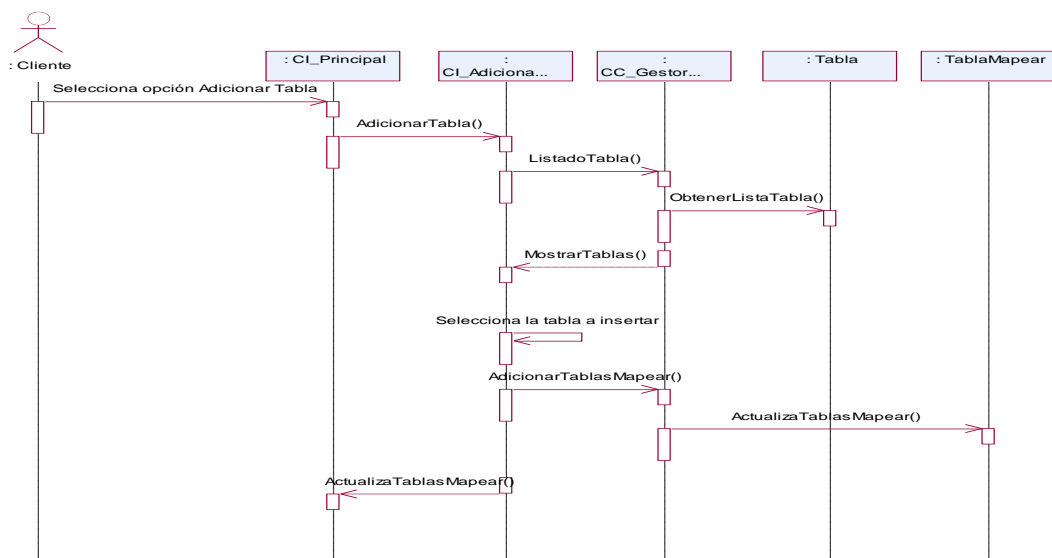 : Cliente
: CI_Principal
:
CI_Adiciona...
:
CC_Gestor...
: Tabla
: TablaMapear
Selecciona opción Adicionar Tabla
AdicionarTabla()
ListadoTabla()
ObtenerListaTabla()
MostrarTablas()
Selecciona la tabla a insertar
AdicionarTablasMapear()
ActualizaTablasMapear()
ActualizaTablasMapear()